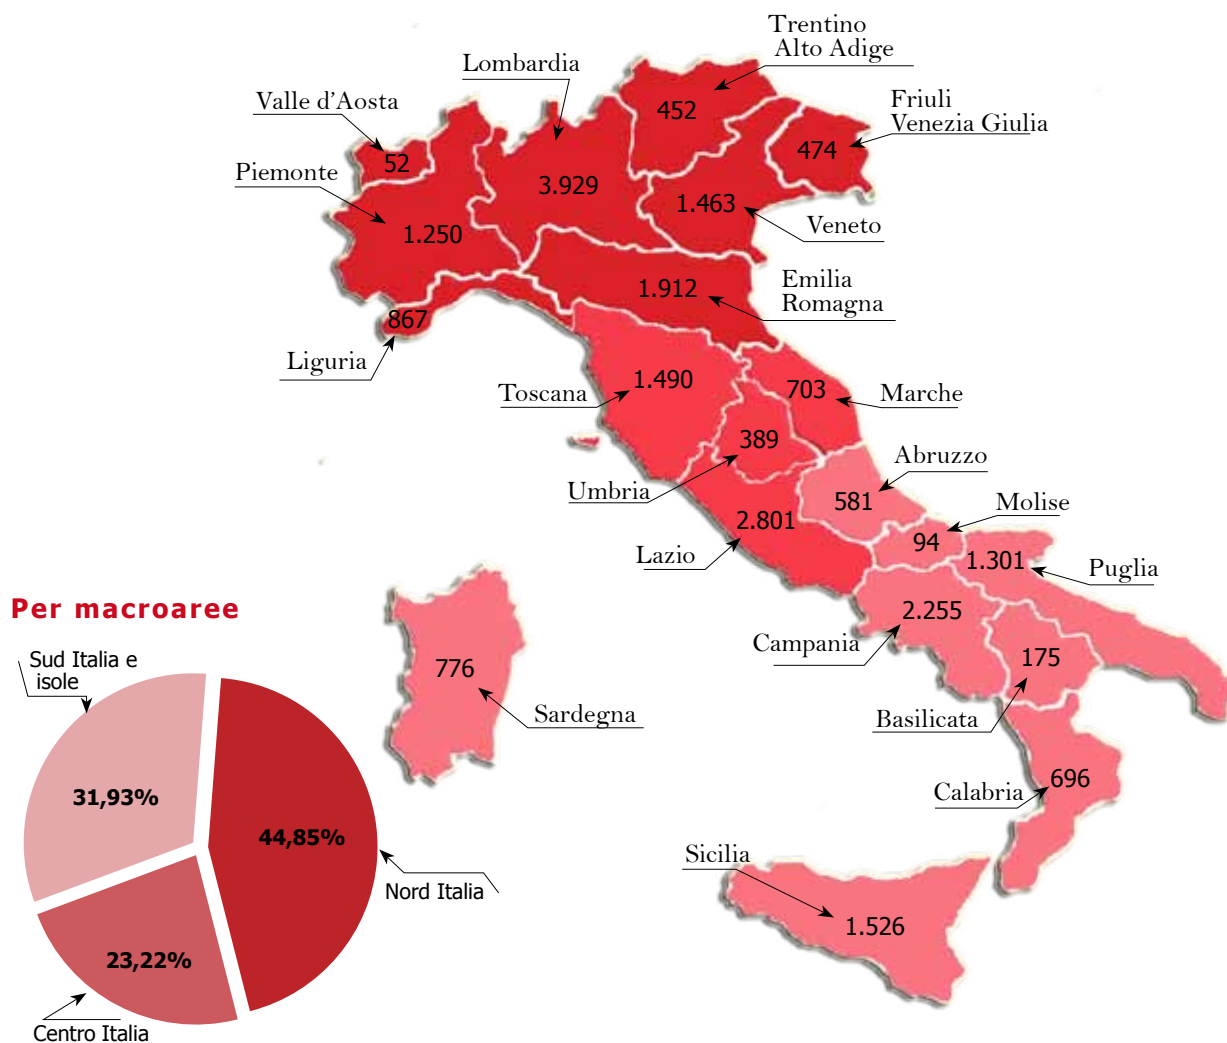 Trentino
Alto Adige
Lombardia
Friuli
Venezia Giulia
Valle d'Aosta
452
474
52
Piemonte
3.929
1.463
Veneto
1.250
Emilia
Romagna
1.912
867
Liguria
Toscana
1.490
703
Marche
389
Abruzzo
Umbria
581
Molise
2.801
94
Lazio
1.301
Puglia
Per macroaree
2.255
Campania
Sud Italia e
isole
776
175
Sardegna
Basilicata
696
Calabria
31,93%
44,85%
Sicilia
Nord Italia
1.526
23,22%
Centro Italia